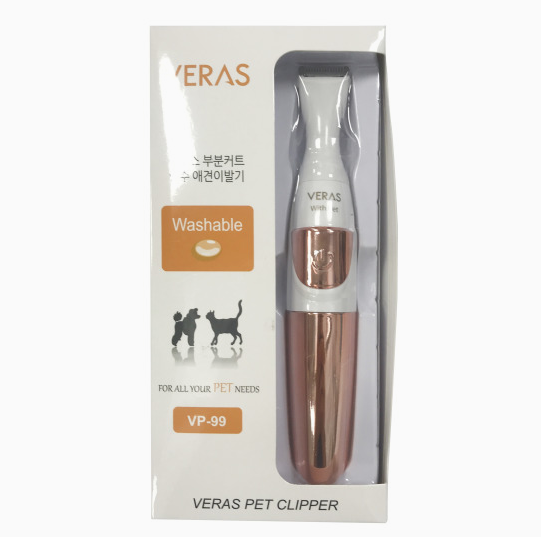 VERAS
부분커트
애견이발기
Washable
FOR ALL YOUR PET NEEDS
VP-99
VERAS PET CLIPPER
VERAS